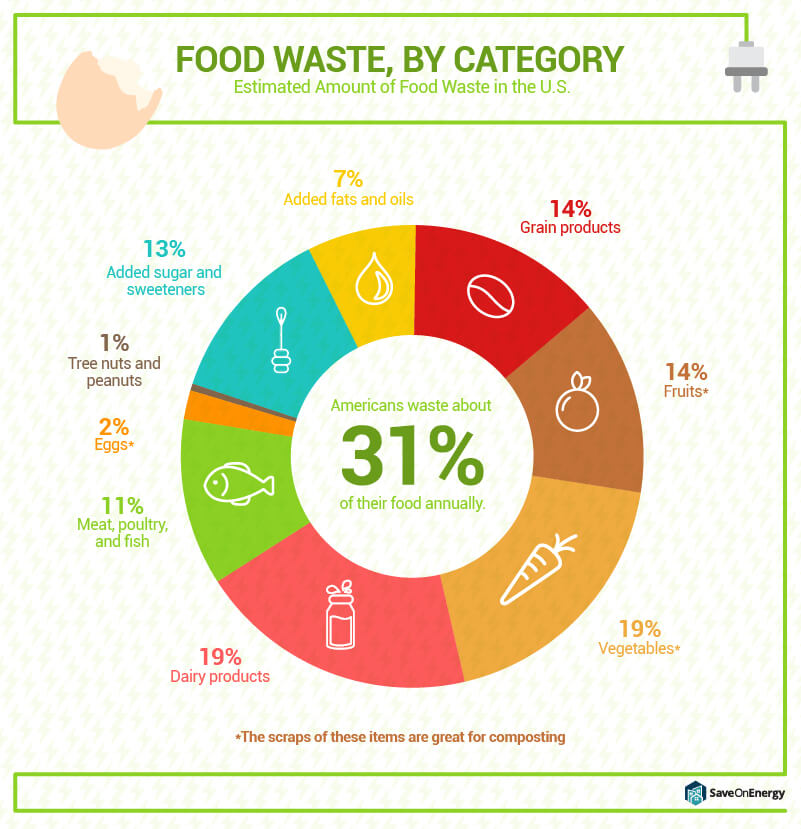 FOOD WASTE, BY CATEGORY
Estimated Amount of Food Waste in the U.S.
7%
Added fats and oils
14%
Grain products
13%
Added sugar and
sweeteners
1%
Tree nuts and
peanuts
14%
Fruits*
Americans waste about
31%
of their food annually.
2%
Eggs*
11%
Meat, poultry,
and fish
19%
Vegetables*
19%
Dairy products
*The scraps of these items are great for composting
SaveOnEnergy